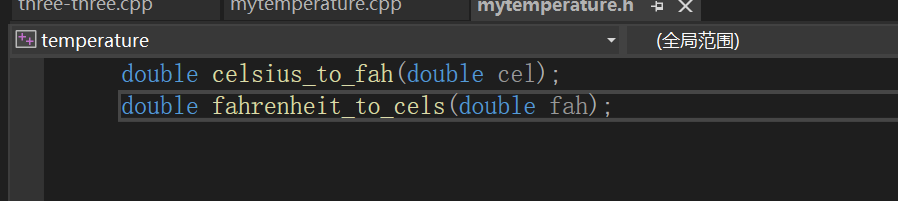 three-three.cpp mytemperature.cpp mytemperature.h
temperature (全局范围)
double celsius_to_fah(double cel);
double fahrenheit_to_cels(double fah);